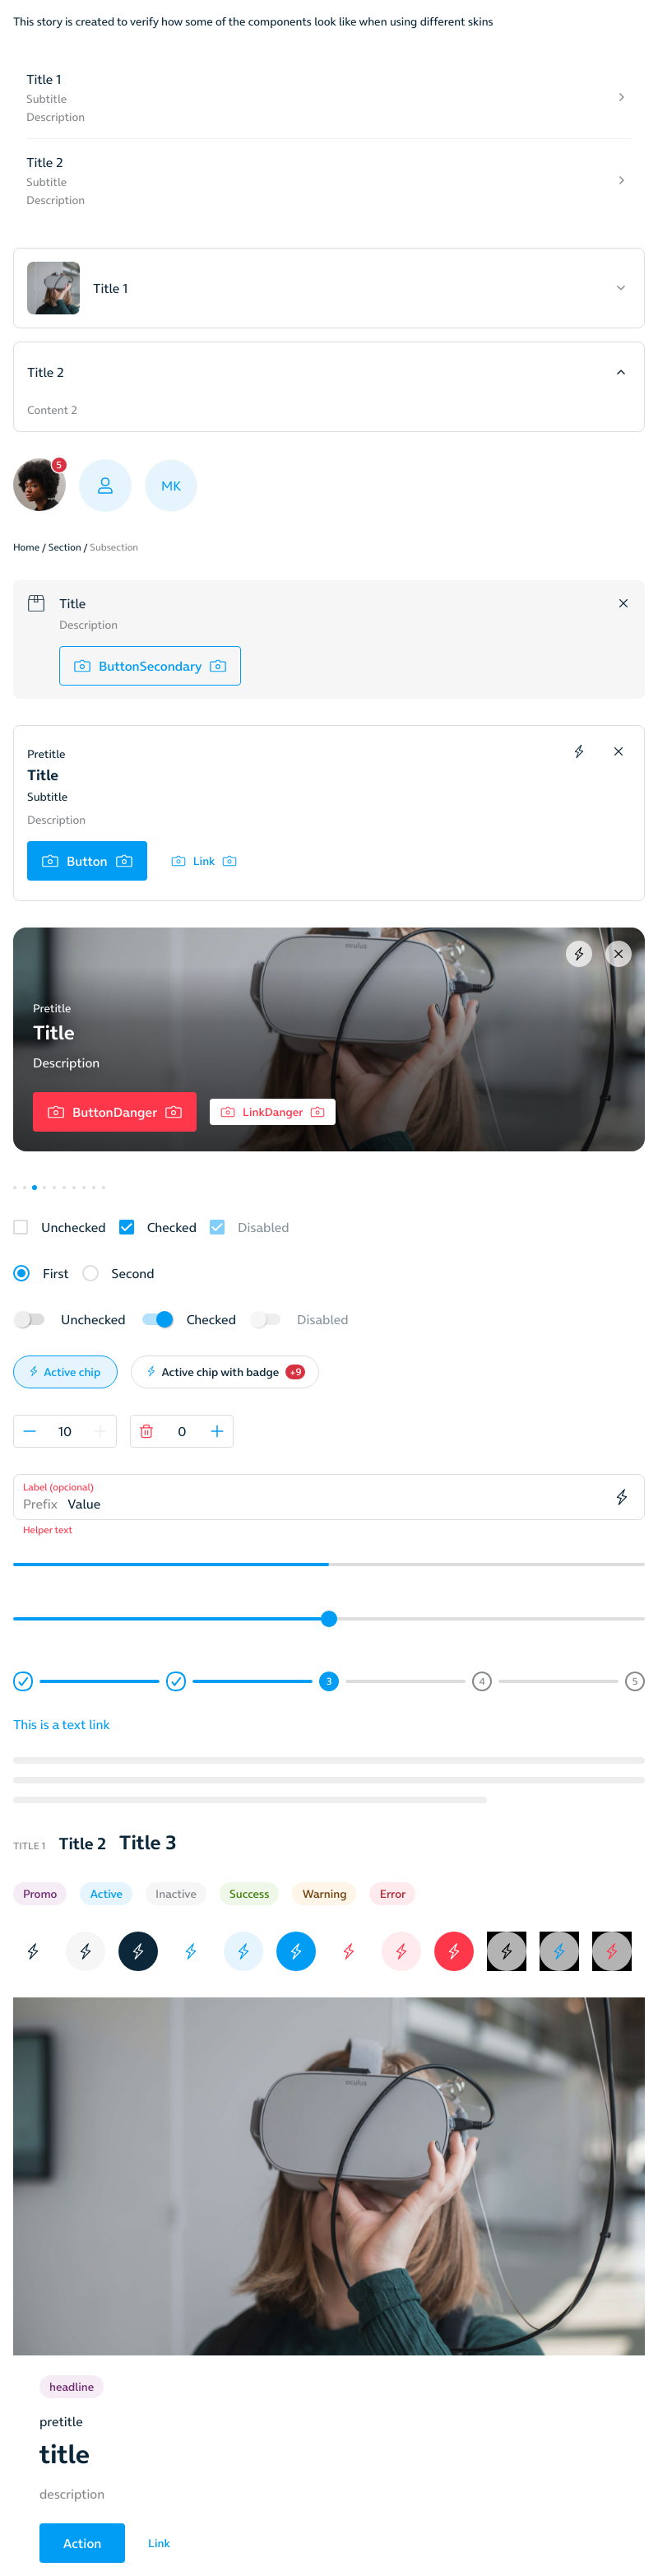 This story is created to verify how some of the components look like when using different skins
Title 1
Subtitle
Description
Title 2
Subtitle
Description
Title 1
Title 2
Content 2
5
MK
Home / Section / Subsection
Title
Description
ButtonSecondary
Pretitle
Title
Subtitle
Description
Button Link
oculus
Pretitle
Title
Description
ButtonDanger LinkDanger
Unchecked Checked Disabled
First Second
Unchecked Checked Disabled
Active chip Active chip with badge +9
10 0
Label (opcional)
Prefix Value
Helper text
3 4 5
This is a text link
TITLE 1 Title 2 Title 3
Promo Active Inactive Success Warning Error
oculus
headline
pretitle
title
description
Action Link